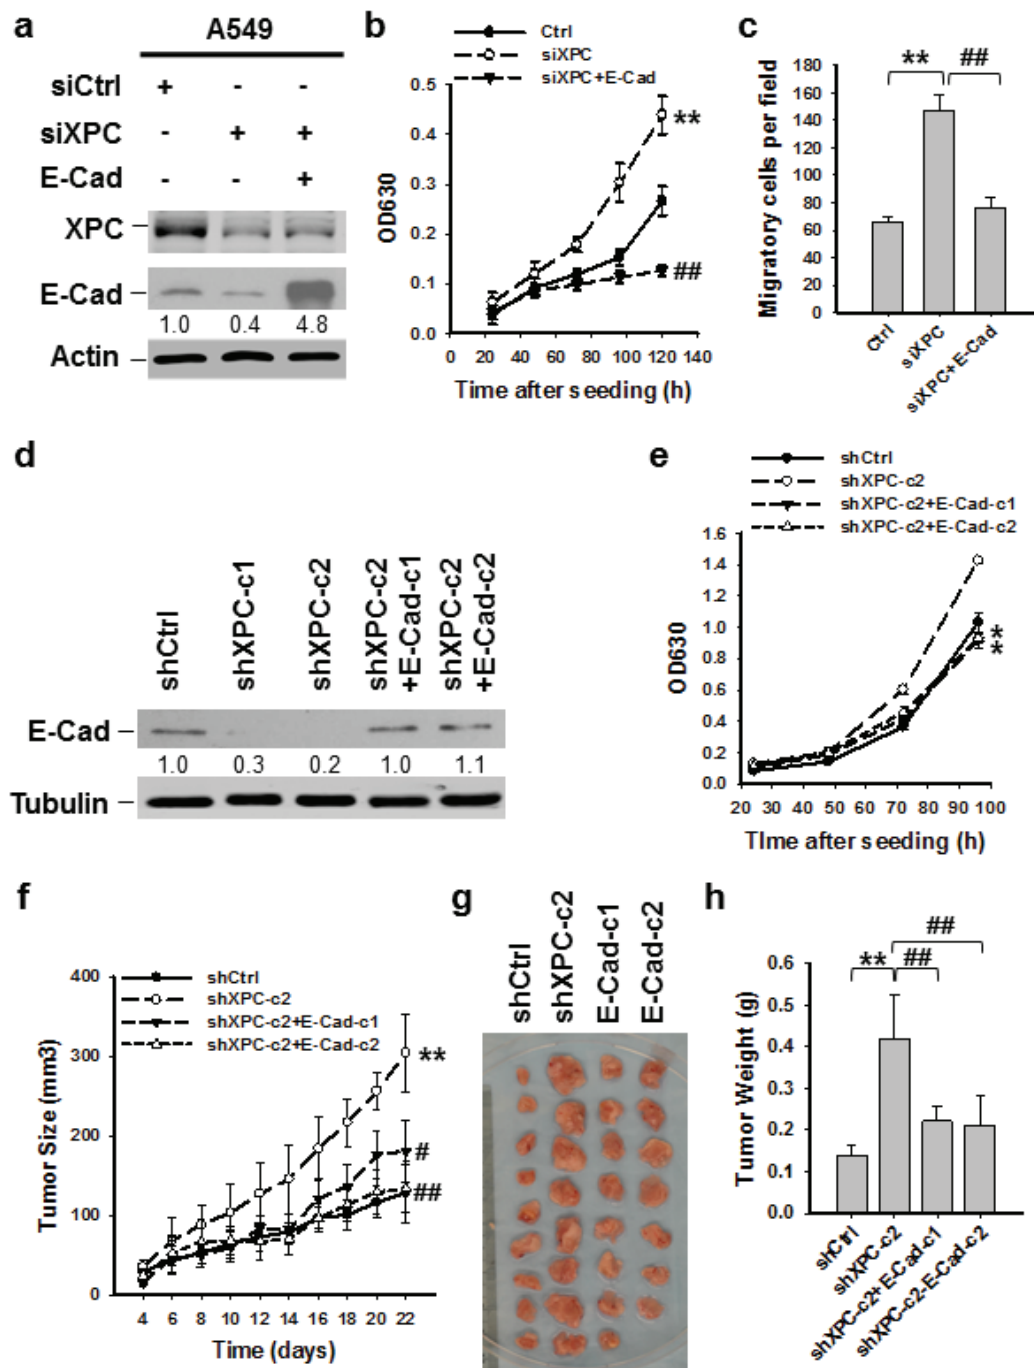 a
A549
siCtrl + - -
siXPC - + +
E-Cad - - +
XPC
E-Cad
1.0 0.4 4.8
Actin
b
Ctrl
siXPC
siXPC+E-Cad
0.5
0.4
0.3
0.2
0.1
0.0
OD630
**
##
0 20 40 60 80 100 120 140
Time after seeding (h)
c
** ##
180
160
140
120
100
80
60
40
20
0
Migratory cells per field
Ctrl
siXPC
siXPC+E-Cad
d
shCtrl
shXPC-c1
shXPC-c2
shXPC-c2
+E-Cad-c1
shXPC-c2
+E-Cad-c2
E-Cad
1.0 0.3 0.2 1.0 1.1
Tubulin
e
shCtrl
shXPC-c2
shXPC-c2+E-Cad-c1
shXPC-c2+E-Cad-c2
1.6
1.4
1.2
1.0
0.8
0.6
0.4
0.2
0.0
OD630
*
*
20 30 40 50 60 70 80 90 100
TIme after seeding (h)
f
shCtrl
shXPC-c2
shXPC-c2+E-Cad-c1
shXPC-c2+E-Cad-c2
400
300
200
100
0
Tumor Size (mm3)
**
#
##
4 6 8 10 12 14 16 18 20 22
Time (days)
g
shCtrl
shXPC-c2
E-Cad-c1
E-Cad-c2
h
##
** ##
0.6
0.5
0.4
0.3
0.2
0.1
0.0
Tumor Weight (g)
shCtrl
shXPC-c2
shXPC-c2+E-Cad-c1
shXPC-c2-E-Cad-c2